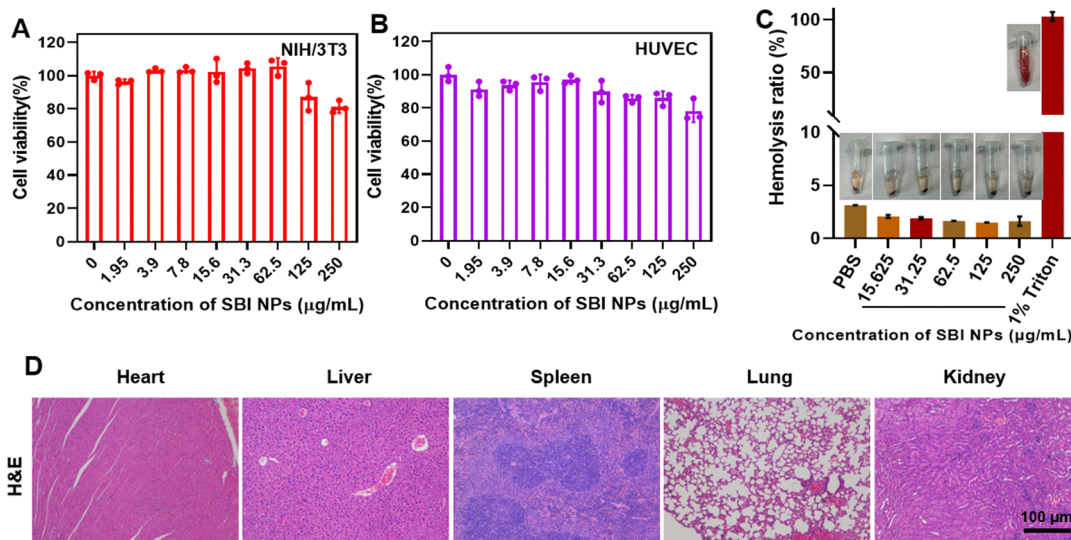 A
NIH/3T3
Cell viability(%)
120
100
80
60
40
20
0
0
1.95
3.9
7.8
15.6
31.3
62.5
125
250
Concentration of SBI NPs (μg/mL)
B
HUVEC
Cell viability(%)
120
100
80
60
40
20
0
0
1.95
3.9
7.8
15.6
31.3
62.5
125
250
Concentration of SBI NPs (μg/mL)
C
Hemolysis ratio (%)
100
50
10
5
0
PBS
15.625
31.25
62.5
125
250
1% Triton
Concentration of SBI NPs (μg/mL)
D
Heart
Liver
Spleen
Lung
Kidney
H&E
100 μm